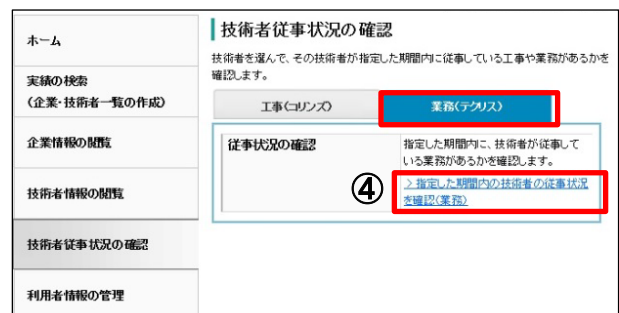 ホーム
実績の検索
(企業・技術者一覧の作成)
企業情報の閲覧
技術者情報の閲覧
技術者従事状況の確認
利用者情報の管理
技術者従事状況の確認
技術者を選んで、その技術者が指定した期間内に従事している工事や業務があるかを
確認します。
工事(コリンズ)
業務(テクリス)
従事状況の確認
指定した期間内に、技術者が従事して
いる業務があるかを確認します。
④
＞指定した期間内の技術者の従事状況
を確認(業務)